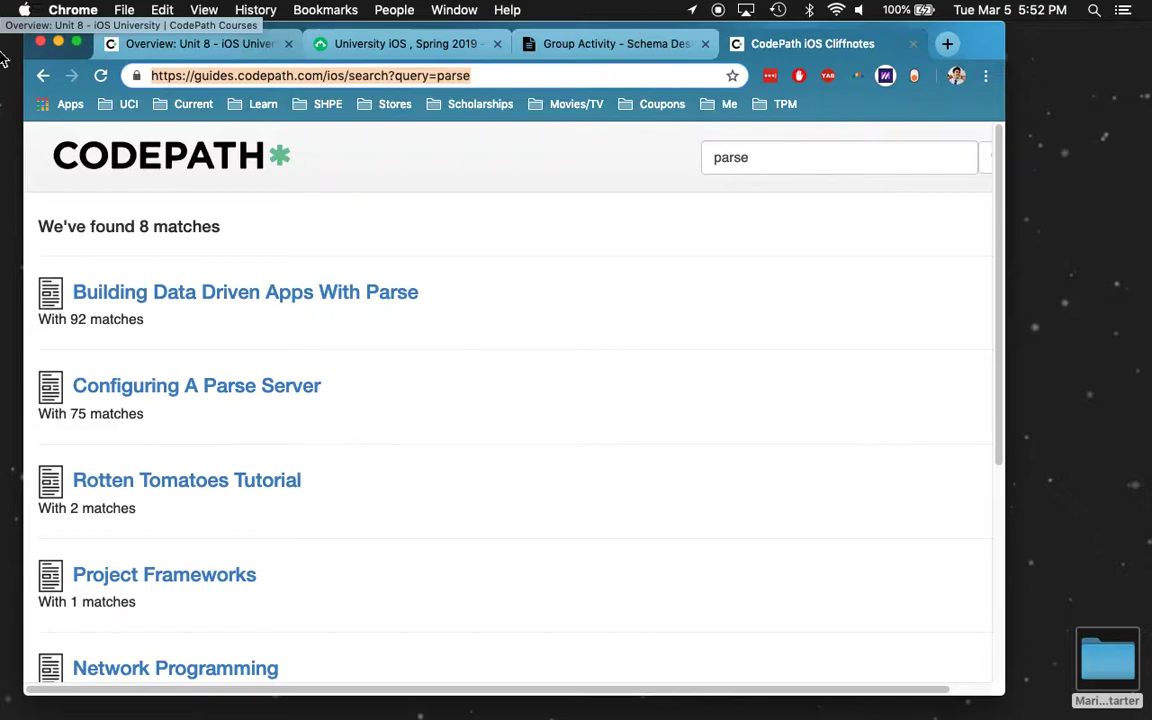 Chrome File Edit View History Bookmarks People Window Help 100% Tue Mar 5 5:52 PM
Overview: Unit 8 - iOS University | CodePath Courses
Overview: Unit 8 - iOS Univer University iOS , Spring 2019 - Group Activity - Schema Des CodePath iOS Cliffnotes
https://guides.codepath.com/ios/search?query=parse YAB
Apps UCI Current Learn SHPE Stores Scholarships Movies/TV Coupons Me TPM
CODEPATH* parse
We've found 8 matches
Building Data Driven Apps With Parse
With 92 matches
Configuring A Parse Server
With 75 matches
Rotten Tomatoes Tutorial
With 2 matches
Project Frameworks
With 1 matches
Network Programming
Mari...tarter